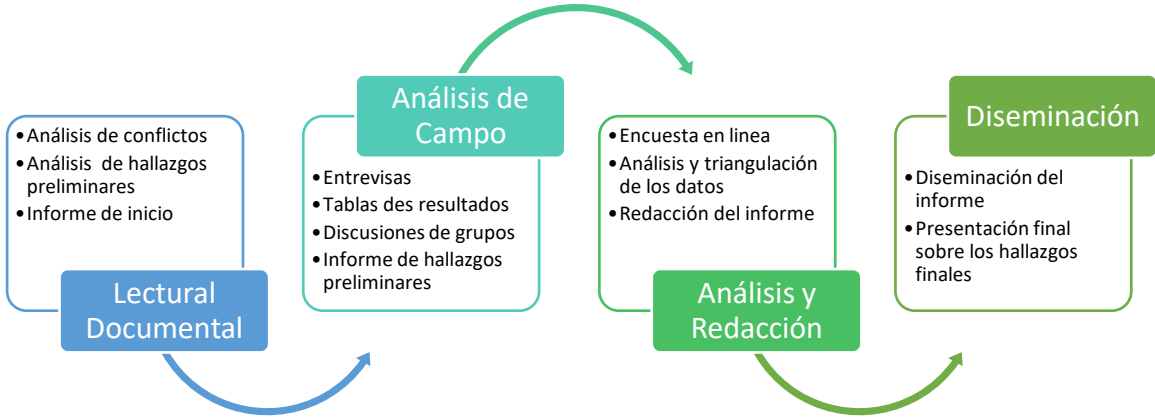 •Análisis de conflictos
•Análisis de hallazgos
preliminares
•Informe de inicio
Lectural
Documental
Análisis de
Campo
•Entrevisas
•Tablas des resultados
•Discusiones de grupos
•Informe de hallazgos
preliminares
•Encuesta en linea
•Análisis y triangulación
de los datos
•Redacción del informe
Análisis y
Redacción
Diseminación
•Diseminación del
informe
•Presentación final
sobre los hallazgos
finales